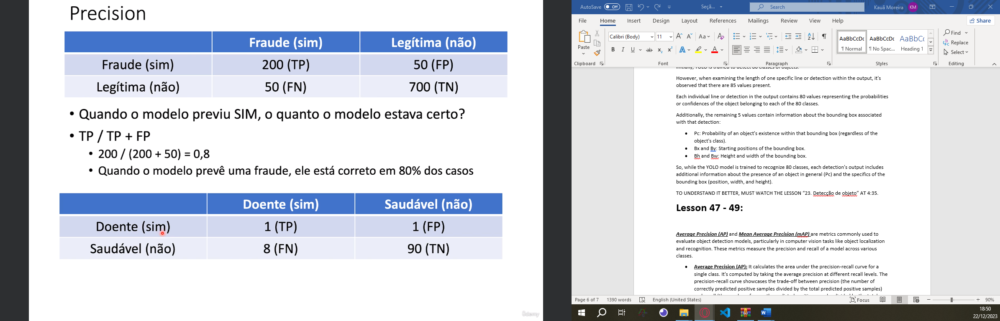 Precision
Fraude (sim) Legítima (não)
Fraude (sim) 200 (TP) 50 (FP)
Legítima (não) 50 (FN) 700 (TN)
• Quando o modelo previu SIM, o quanto o modelo estava certo?
• TP / TP + FP
• 200 / (200 + 50) = 0,8
• Quando o modelo prevê uma fraude, ele está correto em 80% dos casos
Doente (sim) Saudável (não)
Doente (sim) 1 (TP) 1 (FP)
Saudável (não) 8 (FN) 90 (TN)
ûdemy
AutoSave Off Seçã... Search Kauã Moreira KM
File Home Insert Design Layout References Mailings Review View Help Share
Paste Calibri (Body) 11 Aa AaBbCcDc AaBbCcDc AaBbCc Find
¶ Normal ¶ No Spac... Heading 1 Replace
Select
Clipboard Font Paragraph Styles Editing
Initially, YOLO is trained to detect 80 classes of objects.
However, when examining the length of one specific line or detection within the output, it's
observed that there are 85 values present.
Each individual line or detection in the output contains 80 values representing the probabilities
or confidences of the object belonging to each of the 80 classes.
Additionally, the remaining 5 values contain information about the bounding box associated
with that detection:
• Pc: Probability of an object's existence within that bounding box (regardless of the
object's class).
• Bx and By: Starting positions of the bounding box.
• Bh and Bw: Height and width of the bounding box.
So, while the YOLO model is trained to recognize 80 classes, each detection's output includes
additional information about the presence of an object in general (Pc) and the specifics of the
bounding box (position, width, and height).
TO UNDERSTAND IT BETTER, MUST WATCH THE LESSON “23. Detecção de objeto” AT 4:35.
Lesson 47 - 49:
Average Precision (AP) and Mean Average Precision (mAP) are metrics commonly used to
evaluate object detection models, particularly in computer vision tasks like object localization
and recognition. These metrics measure the precision and recall of a model across various
classes.
• Average Precision (AP): It calculates the area under the precision-recall curve for a
single class. It's computed by taking the average precision at different recall levels. The
precision-recall curve showcases the trade-off between precision (the number of
correctly predicted positive samples divided by the total predicted positive samples)
Page 6 of 7 1390 words English (United States) Focus 90%
18:50
22/12/2023